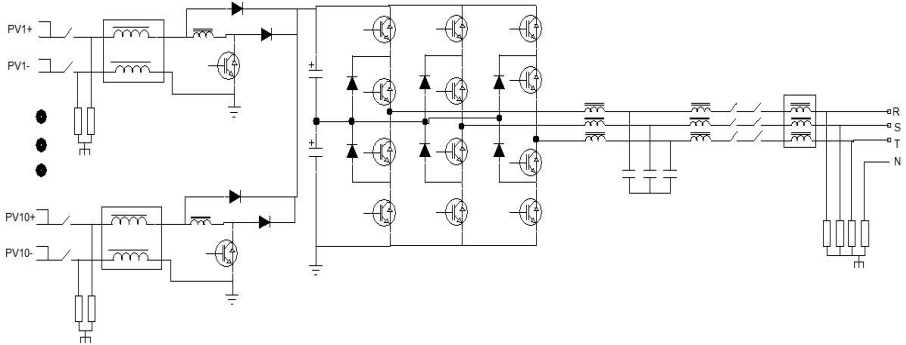 PV1+
PV1-
PV10+
PV10-
R
S
T
N
+
+